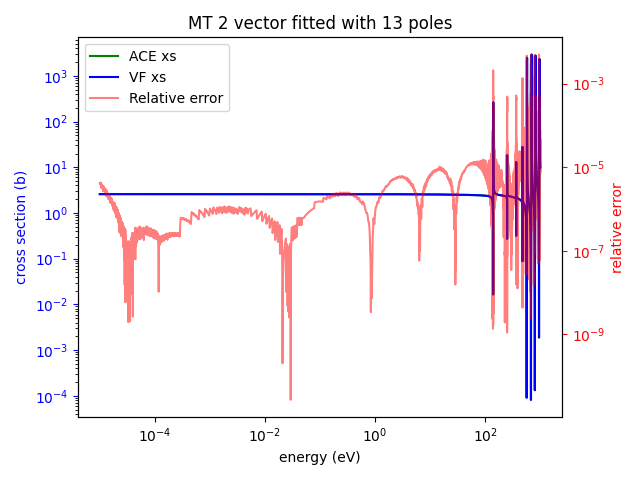 MT 2 vector fitted with 13 poles
ACE xs
VF xs
Relative error
10³
10²
10¹
10⁰
10⁻¹
10⁻²
10⁻³
10⁻⁴
cross section (b)
10⁻³
10⁻⁵
10⁻⁷
10⁻⁹
relative error
10⁻⁴
10⁻²
10⁰
10²
energy (eV)